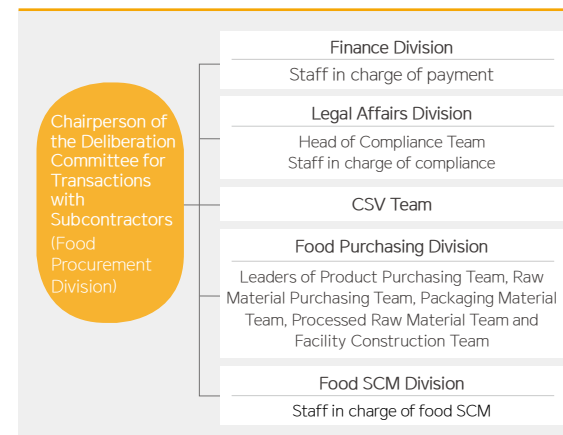 Chairperson of
the Deliberation
Committee for
Transactions
with
Subcontractors
(Food
Procurement
Division)
Finance Division
Staff in charge of payment
Legal Affairs Division
Head of Compliance Team
Staff in charge of compliance
CSV Team
Food Purchasing Division
Leaders of Product Purchasing Team, Raw
Material Purchasing Team, Packaging Material
Team, Processed Raw Material Team and
Facility Construction Team
Food SCM Division
Staff in charge of food SCM